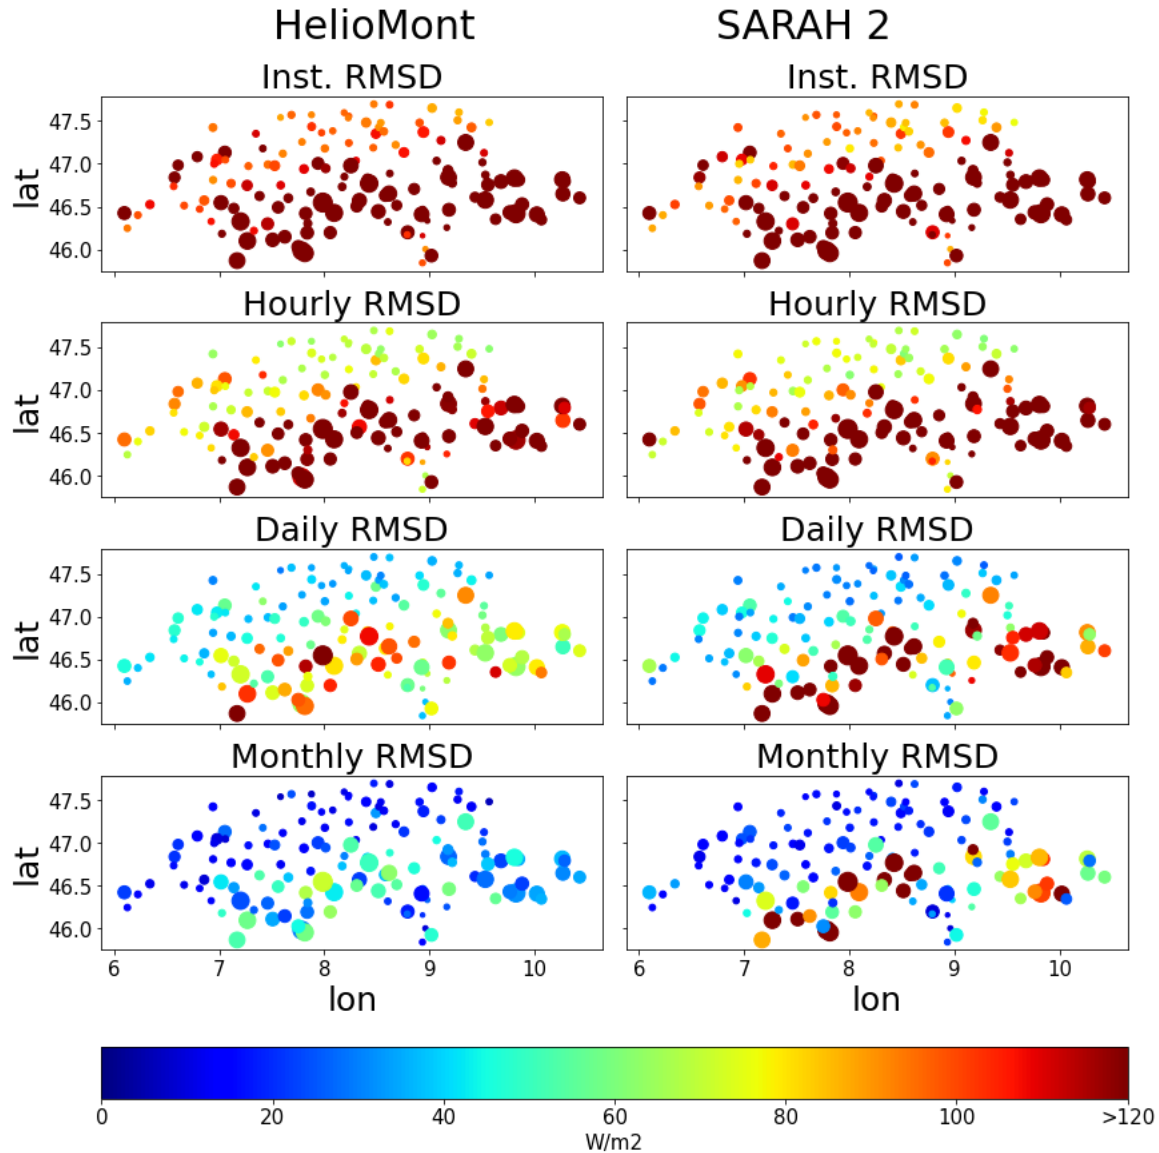 HelioMont SARAH 2
Inst. RMSD Inst. RMSD
47.5
47.0
46.5
46.0
lat
Hourly RMSD Hourly RMSD
47.5
47.0
46.5
46.0
lat
Daily RMSD Daily RMSD
47.5
47.0
46.5
46.0
lat
Monthly RMSD Monthly RMSD
47.5
47.0
46.5
46.0
lat
6 7 8 9 10 6 7 8 9 10
lon lon
0 20 40 60 80 100 >120
W/m2